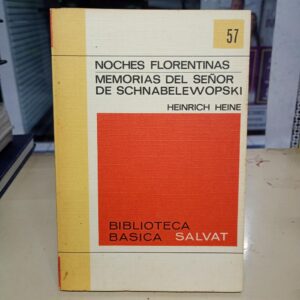 57
NOCHES FLORENTINAS
MEMORIAS DEL SEÑOR
DE SCHNABELEWOPSKI
HEINRICH HEINE
BIBLIOTECA
BASICA SALVAT